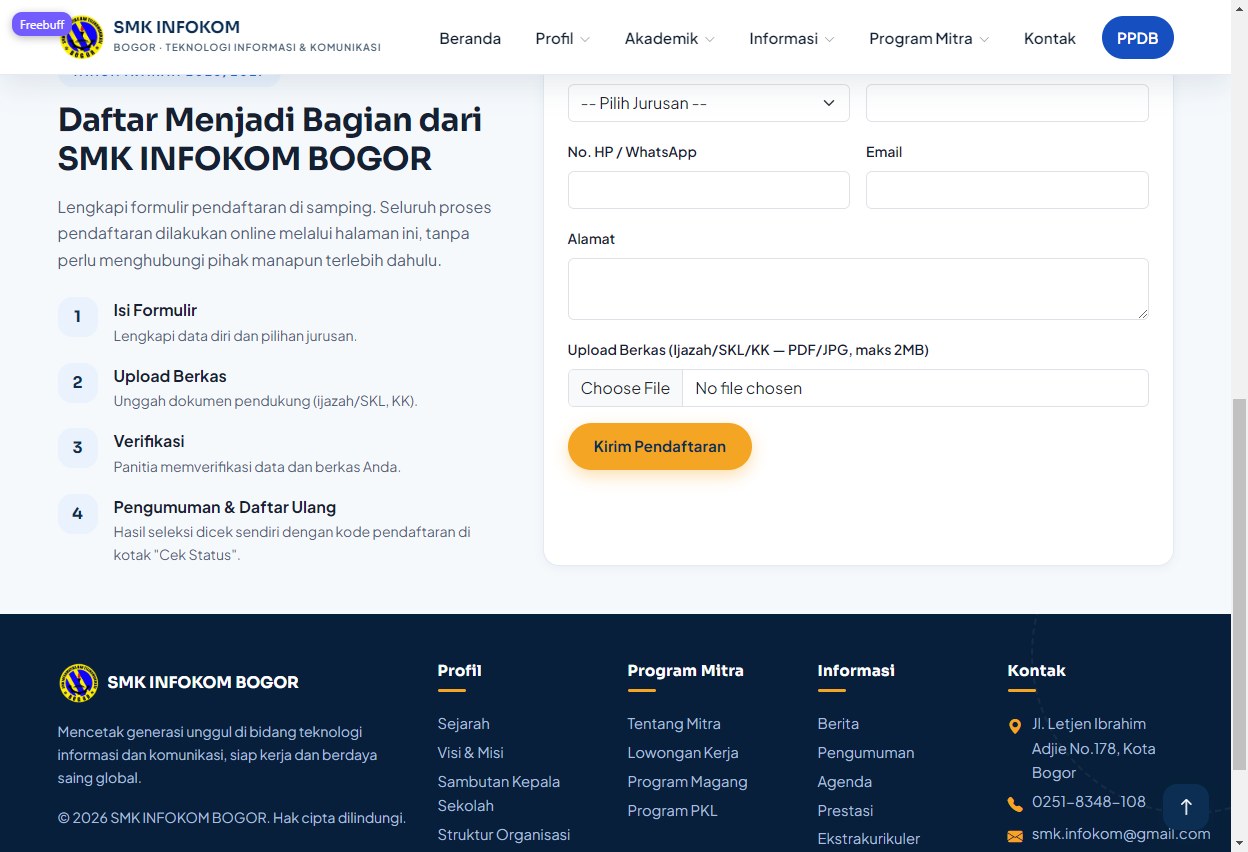 Freebuff
SMK INFOKOM
BOGOR · TEKNOLOGI INFORMASI & KOMUNIKASI
Beranda
Profil
Akademik
Informasi
Program Mitra
Kontak
PPDB
Daftar Menjadi Bagian dari
SMK INFOKOM BOGOR
Lengkapi formulir pendaftaran di samping. Seluruh proses
pendaftaran dilakukan online melalui halaman ini, tanpa
perlu menghubungi pihak manapun terlebih dahulu.
1
Isi Formulir
Lengkapi data diri dan pilihan jurusan.
2
Upload Berkas
Unggah dokumen pendukung (ijazah/SKL, KK).
3
Verifikasi
Panitia memverifikasi data dan berkas Anda.
4
Pengumuman & Daftar Ulang
Hasil seleksi dicek sendiri dengan kode pendaftaran di
kotak "Cek Status".
-- Pilih Jurusan --
No. HP / WhatsApp
Email
Alamat
Upload Berkas (Ijazah/SKL/KK — PDF/JPG, maks 2MB)
Choose File
No file chosen
Kirim Pendaftaran
SMK INFOKOM BOGOR
Mencetak generasi unggul di bidang teknologi
informasi dan komunikasi, siap kerja dan berdaya
saing global.
© 2026 SMK INFOKOM BOGOR. Hak cipta dilindungi.
Profil
Sejarah
Visi & Misi
Sambutan Kepala
Sekolah
Struktur Organisasi
Program Mitra
Tentang Mitra
Lowongan Kerja
Program Magang
Program PKL
Informasi
Berita
Pengumuman
Agenda
Prestasi
Ekstrakurikuler
Kontak
Jl. Letjen Ibrahim
Adjie No.178, Kota
Bogor
0251-8348-108
smk.infokom@gmail.com